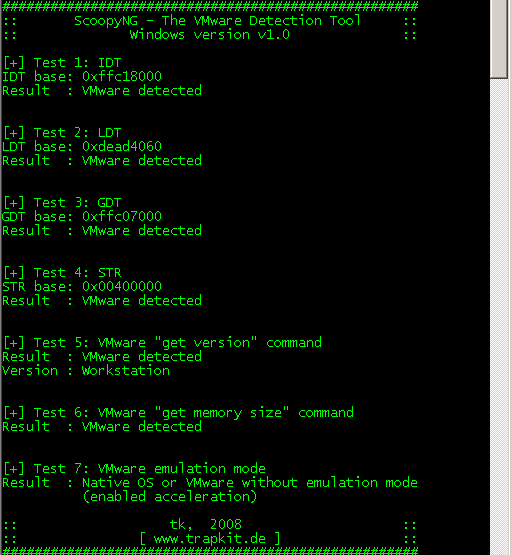 ####################################################
::       ScoopyNG – The VMware Detection Tool     ::
::              Windows version v1.0              ::
[+] Test 1: IDT
IDT base: 0xffc18000
Result  : VMware detected
[+] Test 2: LDT
LDT base: 0xdead4060
Result  : VMware detected
[+] Test 3: GDT
GDT base: 0xffc07000
Result  : VMware detected
[+] Test 4: STR
STR base: 0x00400000
Result  : VMware detected
[+] Test 5: VMware "get version" command
Result  : VMware detected
Version : Workstation
[+] Test 6: VMware "get memory size" command
Result  : VMware detected
[+] Test 7: VMware emulation mode
Result  : Native OS or VMware without emulation mode
          (enabled acceleration)
::                   tk,  2008                    ::
::               [ www.trapkit.de ]               ::
####################################################